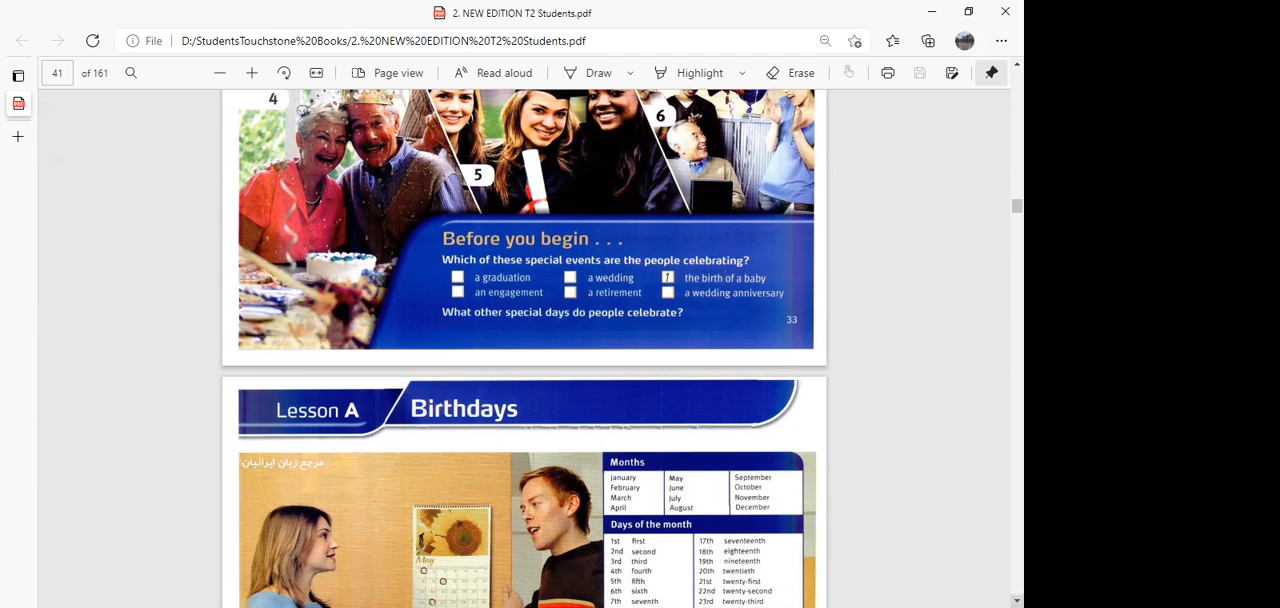 2. NEW EDITION T2 Students.pdf
File D:/StudentsTouchstone%20Books/2.%20NEW%20EDITION%20T2%20Students.pdf
41 of 161 Page view Read aloud Draw Highlight Erase
4
5
6
Before you begin . . .
Which of these special events are the people celebrating?
a graduation a wedding 1 the birth of a baby
an engagement a retirement a wedding anniversary
What other special days do people celebrate?
33
Lesson A Birthdays
مرجع زبان ایرانیان
Months
January May September
February June October
March July November
April August December
Days of the month
1st first 17th seventeenth
2nd second 18th eighteenth
3rd third 19th nineteenth
4th fourth 20th twentieth
5th fifth 21st twenty-first
6th sixth 22nd twenty-second
7th seventh 23rd twenty-third
May